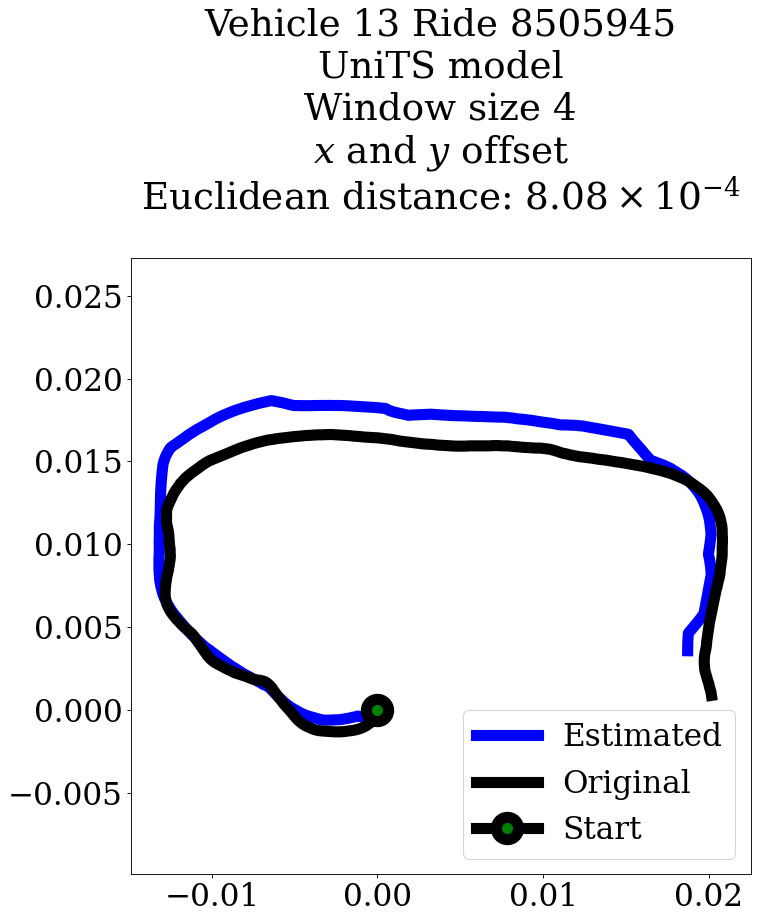 Vehicle 13 Ride 8505945
UniTS model
Window size 4
x and y offset
Euclidean distance: 8.08 × 10⁻⁴
0.025
0.020
0.015
0.010
0.005
0.000
−0.005
−0.01
0.00
0.01
0.02
Estimated
Original
Start